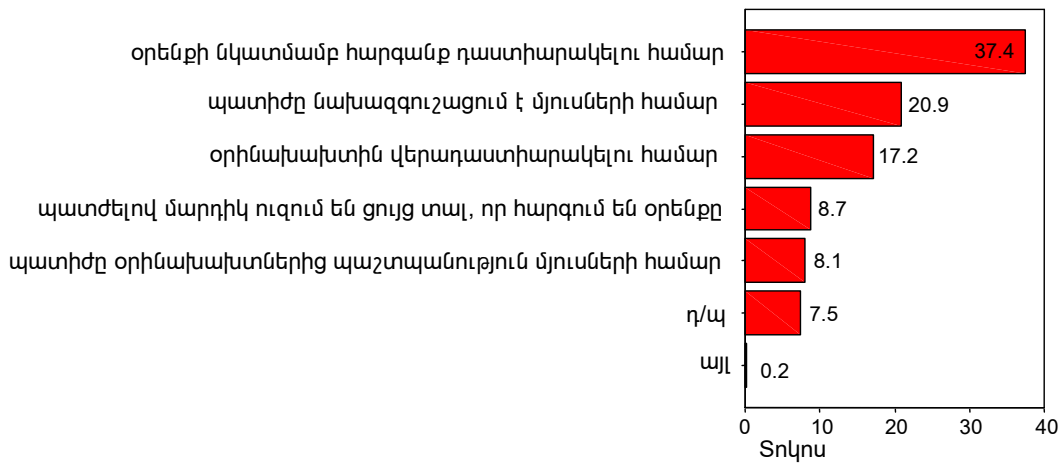 օրենքի նկատմամբ հարգանք դաստիարակելու համար
37.4
պատիժը նախազգուշացում է մյուսների համար
20.9
օրինախախտին վերադաստիարակելու համար
17.2
պատժելով մարդիկ ուզում են ցույց տալ, որ հարգում են օրենքը
8.7
պատիժը օրինախախտներից պաշտպանություն մյուսների համար
8.1
դ/պ
7.5
այլ
0.2
0 10 20 30 40
Տոկոս